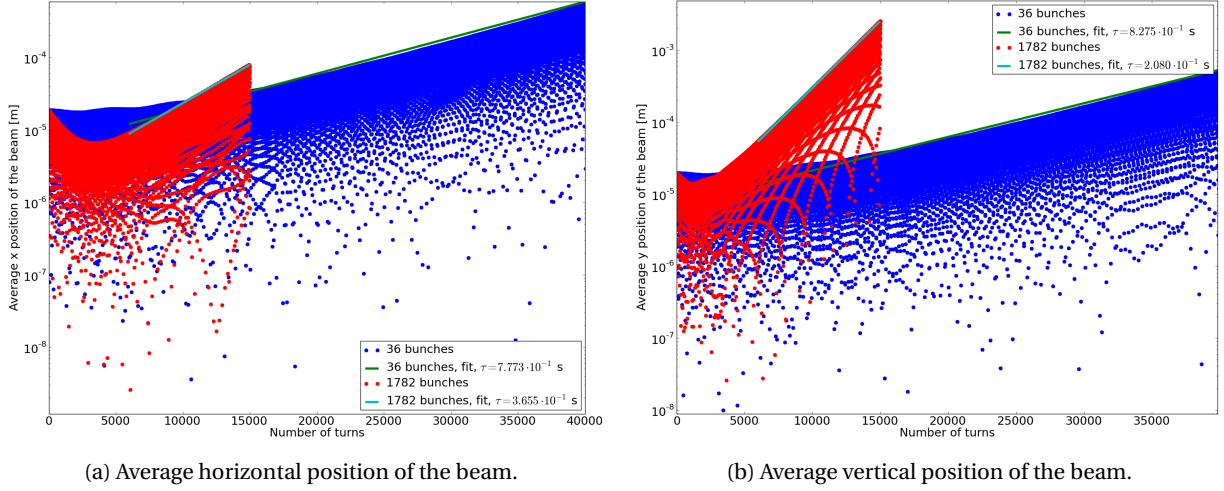 Average x position of the beam [m]
10⁻⁴
10⁻⁵
10⁻⁶
10⁻⁷
10⁻⁸
36 bunches
36 bunches, fit, τ=7.773·10⁻¹ s
1782 bunches
1782 bunches, fit, τ=3.655·10⁻¹ s
0 5000 10000 15000 20000 25000 30000 35000 40000
Number of turns
(a) Average horizontal position of the beam.
Average y position of the beam [m]
10⁻³
10⁻⁴
10⁻⁵
10⁻⁶
10⁻⁷
10⁻⁸
36 bunches
36 bunches, fit, τ=8.275·10⁻¹ s
1782 bunches
1782 bunches, fit, τ=2.080·10⁻¹ s
0 5000 10000 15000 20000 25000 30000 35000
Number of turns
(b) Average vertical position of the beam.